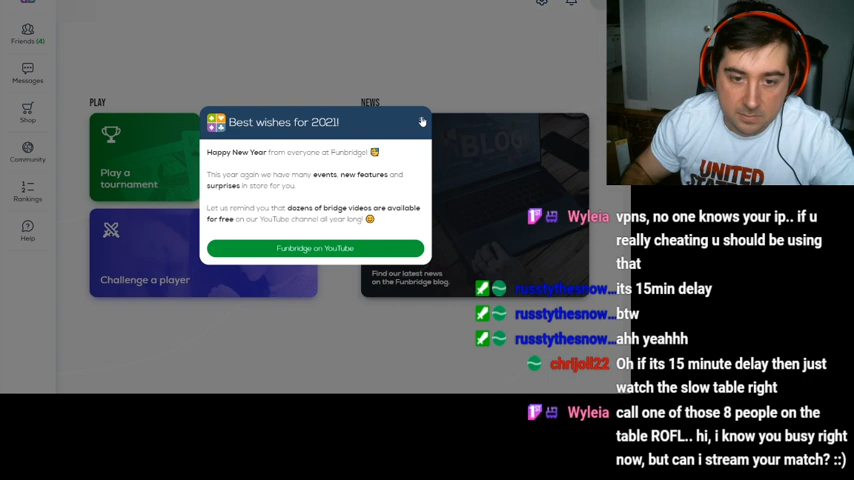 Friends (4)
Messages
Shop
Community
Rankings
Help
PLAY
NEWS
Play a
tournament
Challenge a player
Best wishes for 2021!
Happy New Year from everyone at Funbridge!
This year again we have many events, new features and
surprises in store for you.
Let us remind you that dozens of bridge videos are available
for free on our YouTube channel all year long!
Funbridge on YouTube
BLOG
Find our latest news
on the Funbridge blog.
UNITED
Wyleia vpns, no one knows your ip.. if u
really cheating u should be using
that
russtythesnow... its 15min delay
russtythesnow... btw
russtythesnow... ahh yeahhh
chrijoll22 Oh if its 15 minute delay then just
watch the slow table right
Wyleia call one of those 8 people on the
table ROFL.. hi, i know you busy right
now, but can i stream your match? ::)